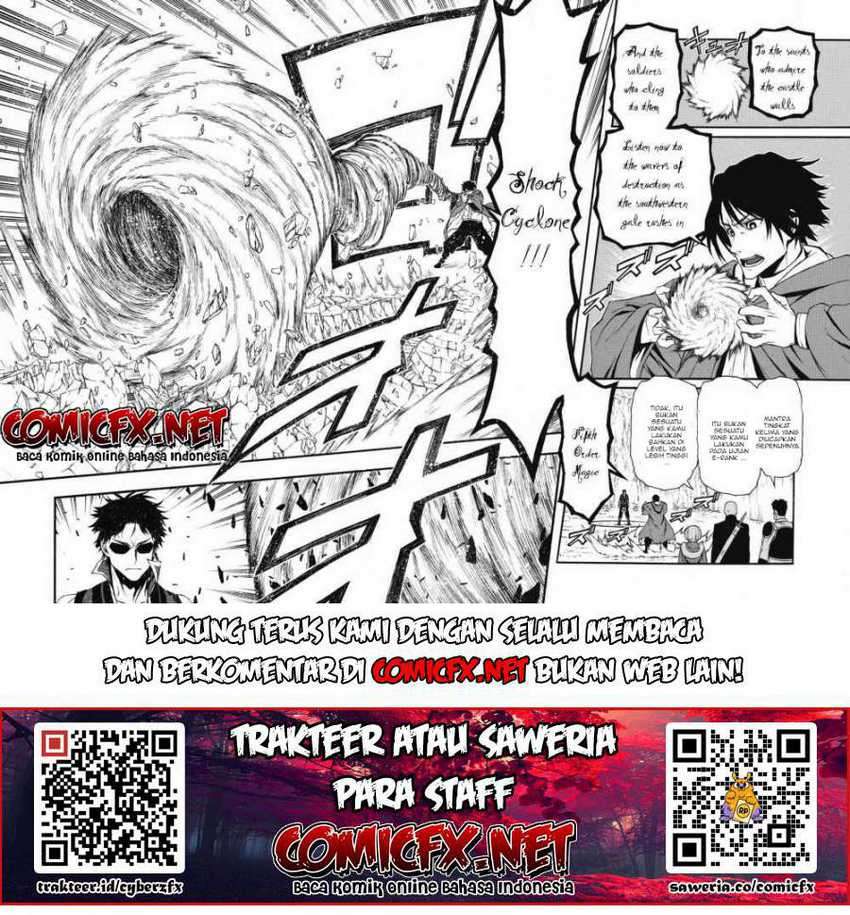 To the saints
who admire
the castle
walls
And the
soldiers
who cling
to them
Listen now to
the waves of
destruction as
the southwestern
gale rushes in
MANTRA
TINGKAT
KELIMA YANG
DIUCAPKAN
SEPENUHNYA
ITU BUKAN
SESUATU
YANG KAMU
LAKUKAN
PADA UJIAN
E-RANK ...
TIDAK, ITU
BUKAN
SESUATU
YANG KAMU
LAKUKAN
BAHKAN DI
LEVEL YANG
LEBIH TINGGI
Fifth
Order
Magic
Shock
Cyclone
!!!
COMICFX.NET
Baca Komik Online Bahasa Indonesia
DUKUNG TERUS KAMI DENGAN SELALU MEMBACA
DAN BERKOMENTAR DI COMICFX.NET BUKAN WEB LAIN!
TRAKTEER ATAU SAWERIA
PARA STAFF
COMICFX.NET
Baca Komik Online Bahasa Indonesia
trakteer.id/cyberzfx
saweria.co/comicfx